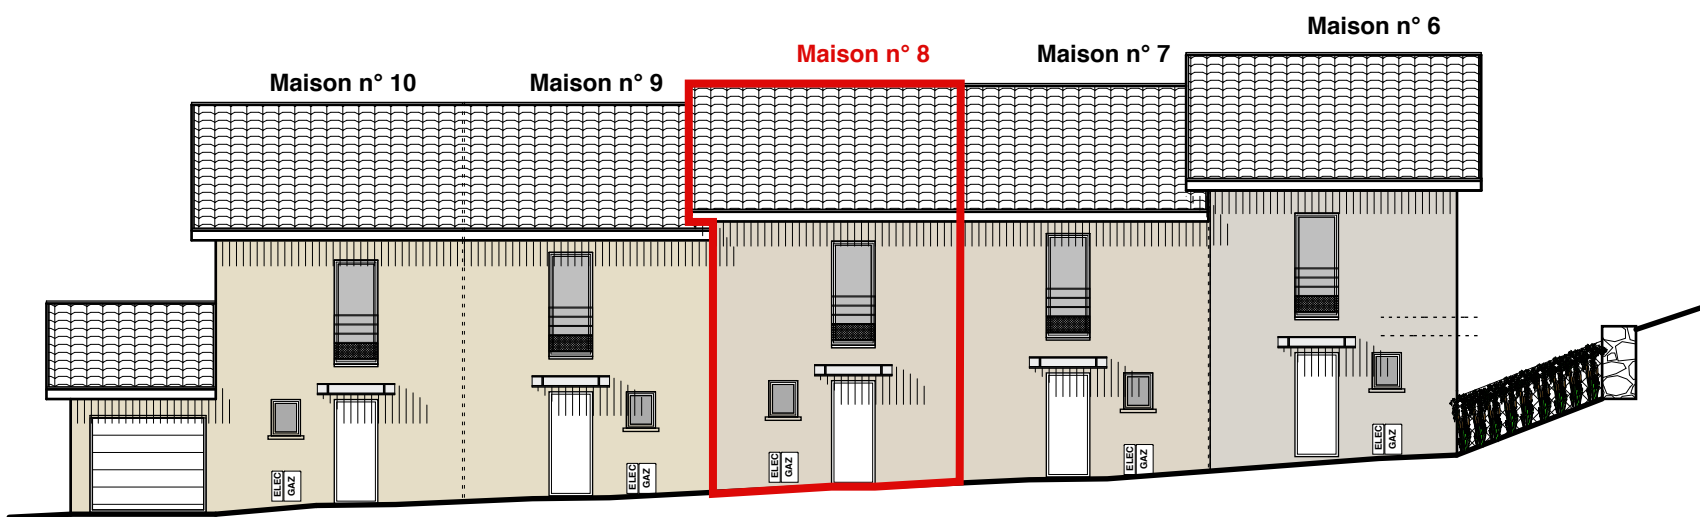 Maison n° 10
Maison n° 9
Maison n° 8
Maison n° 7
Maison n° 6
ELEC
GAZ
ELEC
GAZ
ELEC
GAZ
ELEC
GAZ
ELEC
GAZ